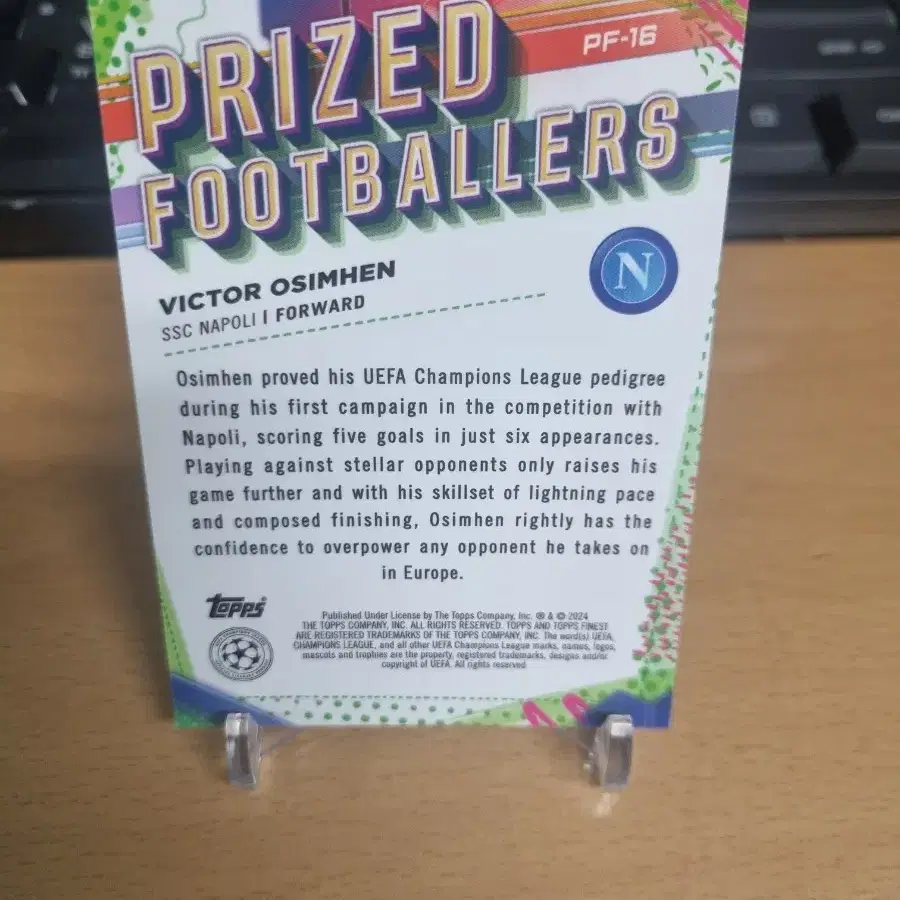 PF-16
PRIZED
FOOTBALLERS
N
VICTOR OSIMHEN
SSC NAPOLI I FORWARD
Osimhen proved his UEFA Champions League pedigree
during his first campaign in the competition with
Napoli, scoring five goals in just six appearances.
Playing against stellar opponents only raises his
game further and with his skillset of lightning pace
and composed finishing, Osimhen rightly has the
confidence to overpower any opponent he takes on
in Europe.
Topps
Published Under License by The Topps Company, Inc. ® & © 2024
THE TOPPS COMPANY, INC. ALL RIGHTS RESERVED. TOPPS AND TOPPS FINEST
ARE REGISTERED TRADEMARKS OF THE TOPPS COMPANY, INC. The word(s) UEFA,
CHAMPIONS LEAGUE, and all other UEFA Champions League marks, names, logos,
mascots and trophies are the property, registered trademarks, designs and/or
copyright of UEFA. All rights reserved.